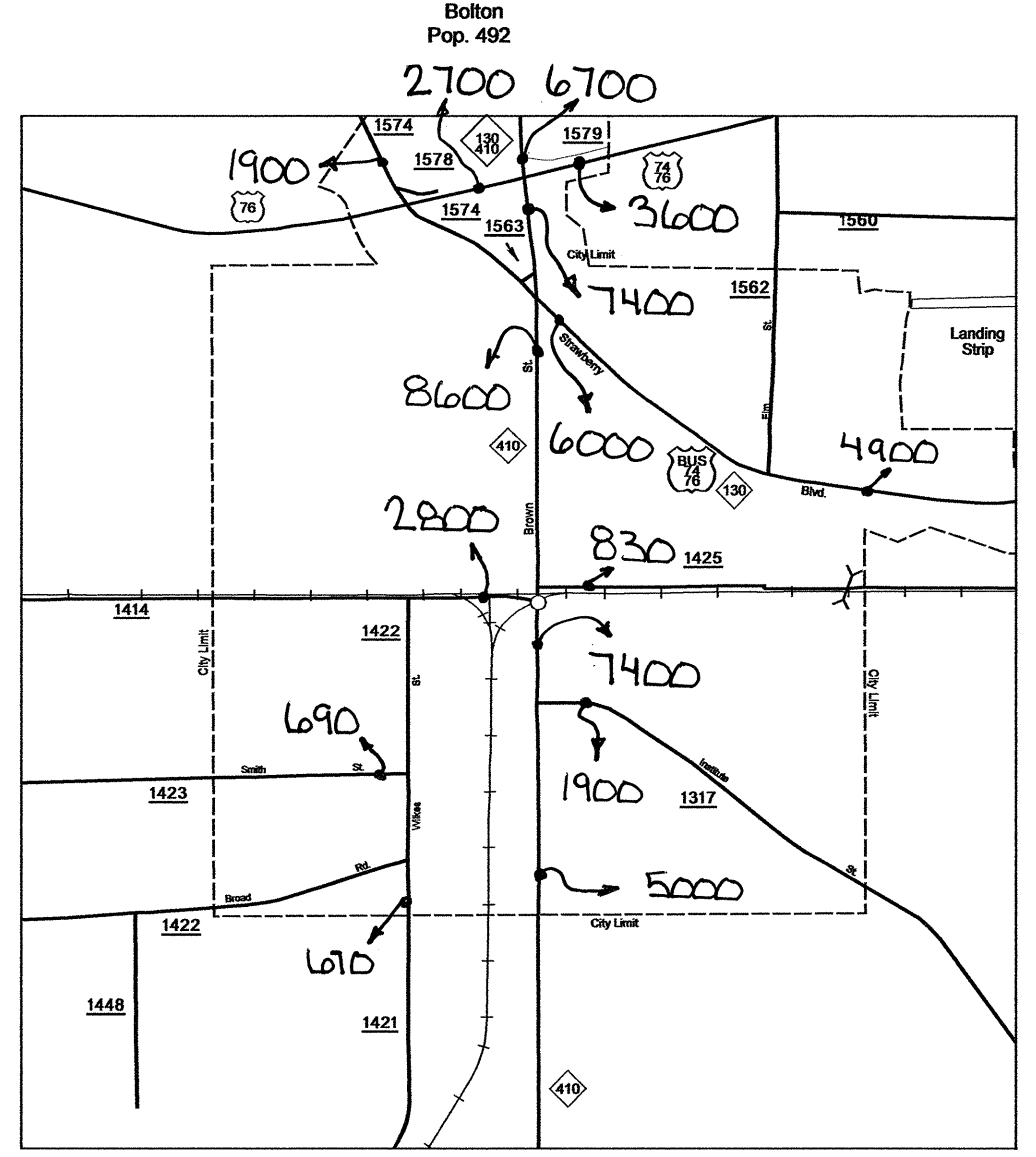 Bolton
Pop. 492
2700 6700
1574
130
410
1579
1578
1900
74
76
76
1574
1563
3600
1560
City Limit
1562
7400
St.
Landing
Strip
Strawberry
St.
8600
Elm
410
6000
BUS
74
76
4900
130
Blvd.
2800
Brown
830
1425
1414
1422
City Limit
7400
St.
City Limit
690
Smith St.
1423
Institute
1900
1317
Wilkes
Rd.
St
Broad
5000
1422
City Limit
670
1448
1421
410